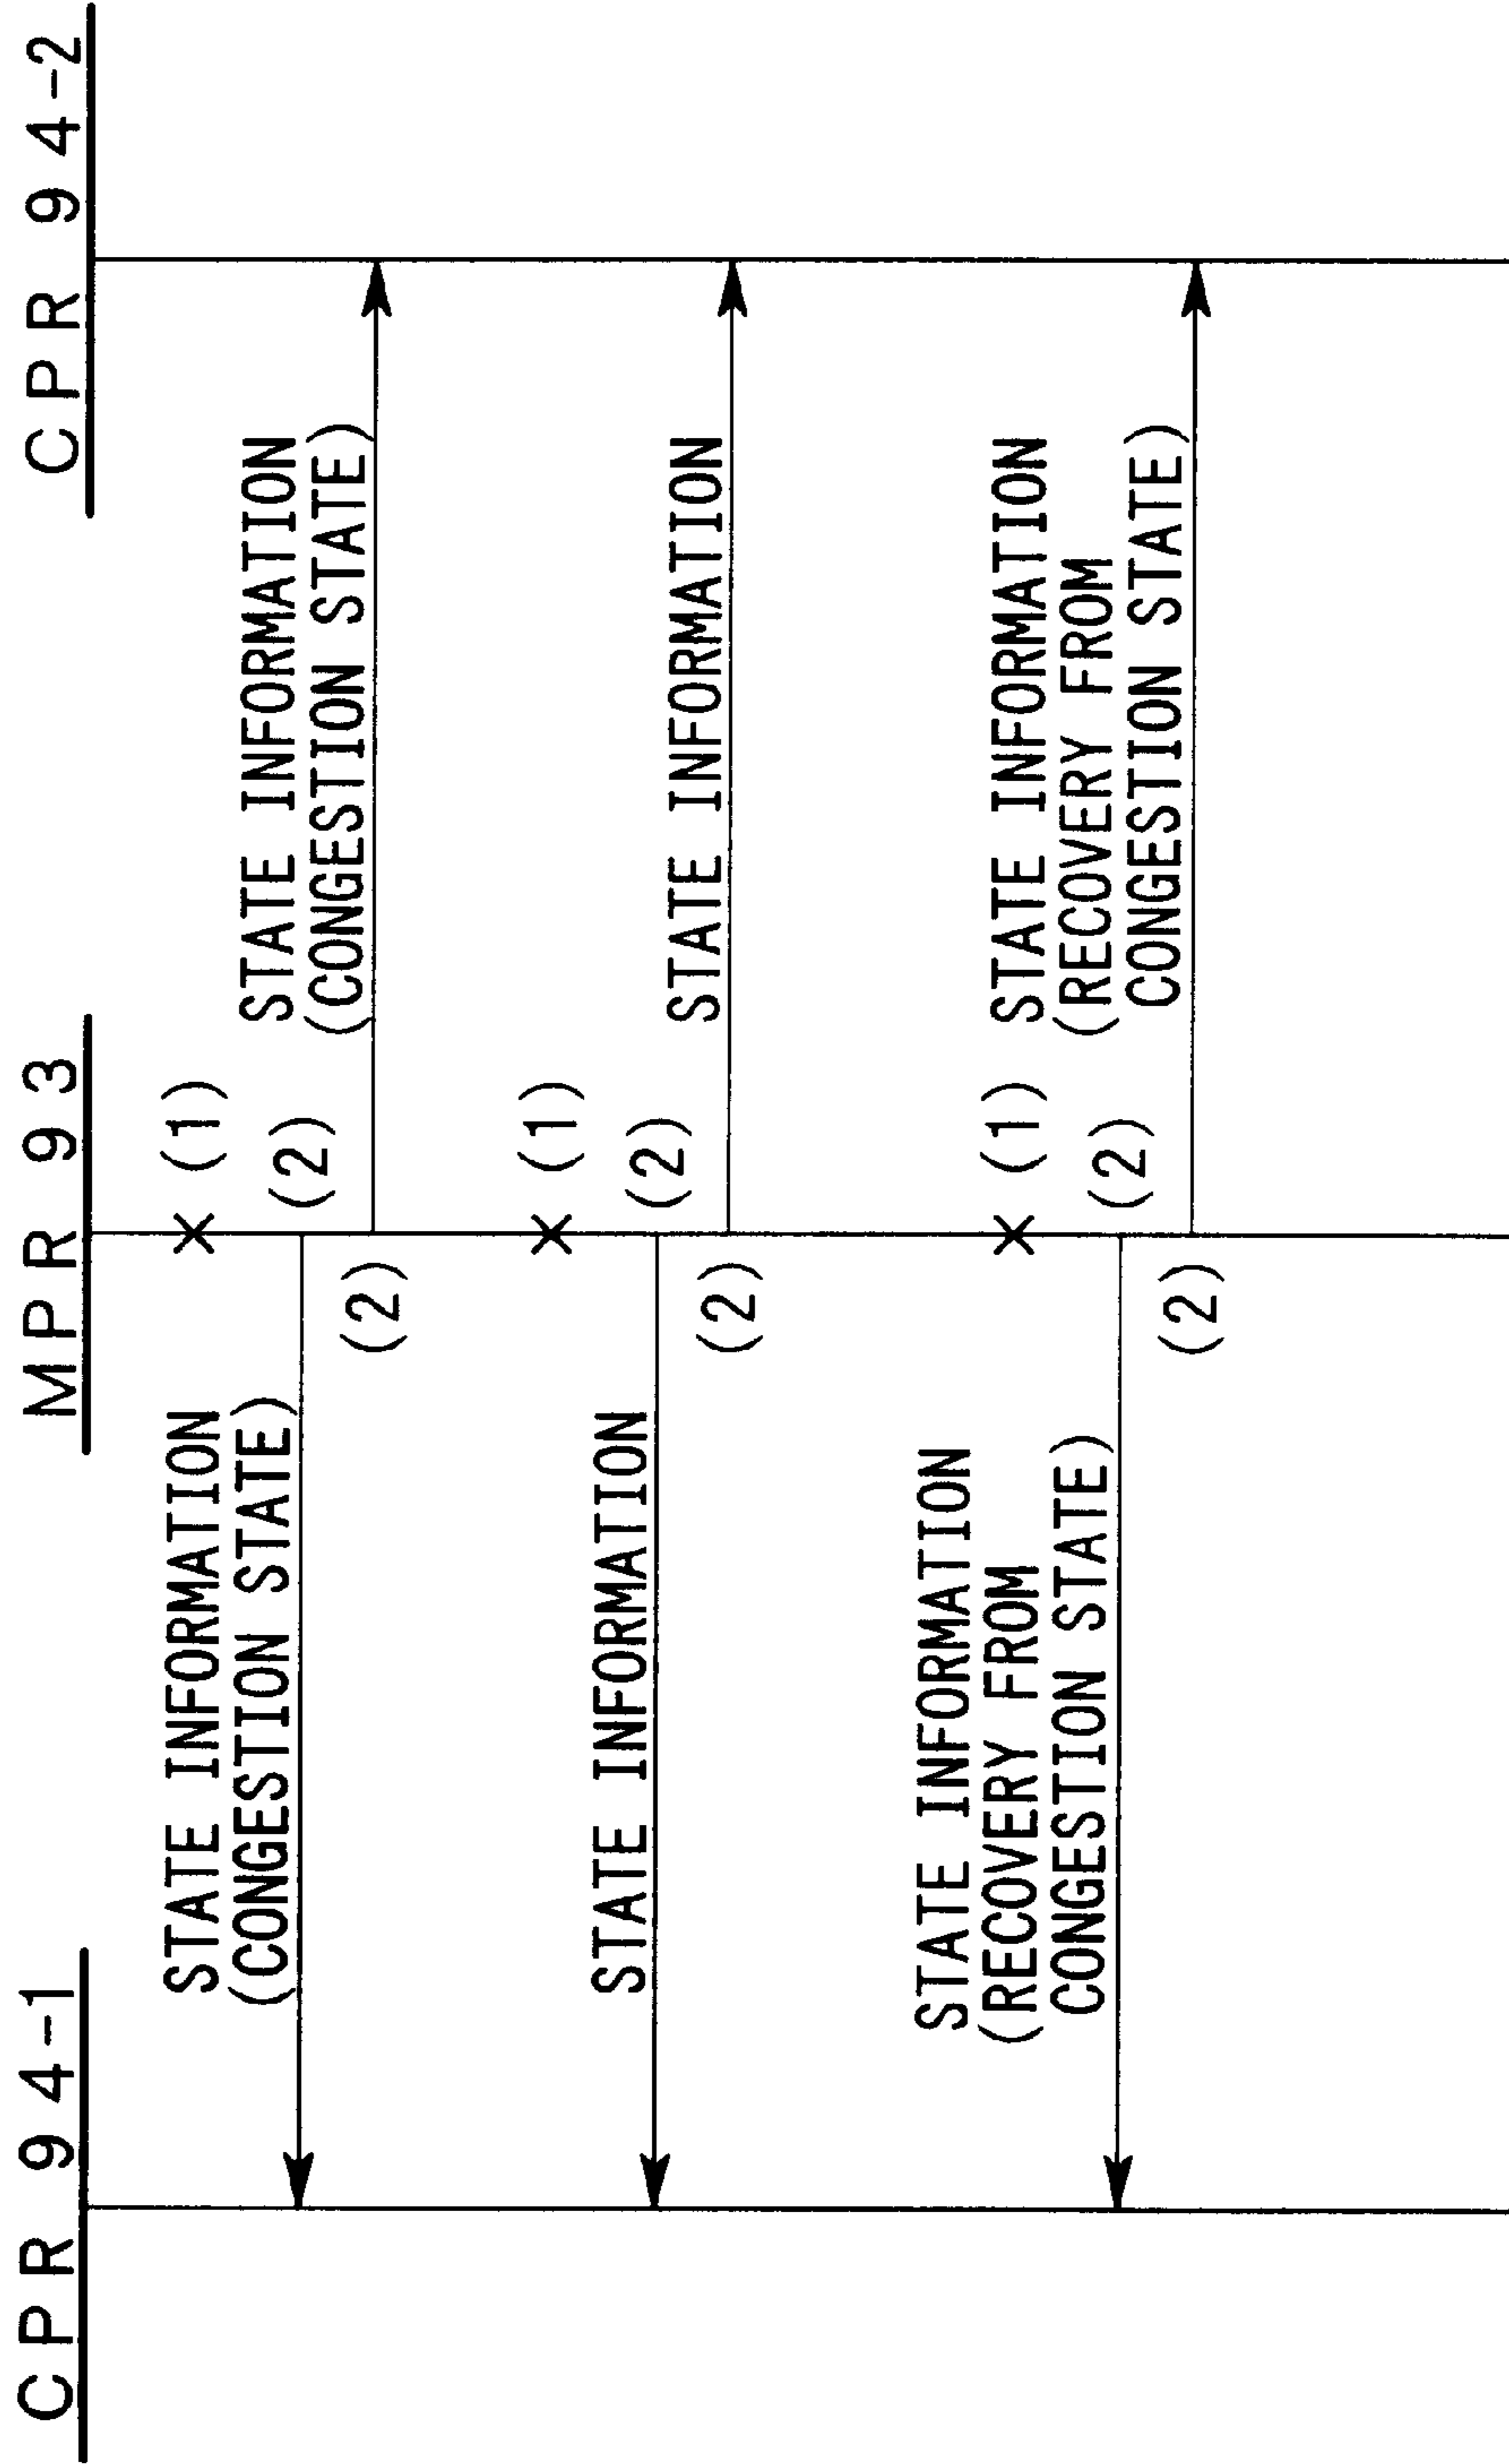 CPR 94-1
MPR 93
CPR 94-2
(1)
STATE INFORMATION
(CONGESTION STATE)
(2)
STATE INFORMATION
(CONGESTION STATE)
(2)
(1)
STATE INFORMATION
(2)
STATE INFORMATION
(2)
(1)
STATE INFORMATION
(RECOVERY FROM
CONGESTION STATE)
(2)
STATE INFORMATION
(RECOVERY FROM
CONGESTION STATE)
(2)